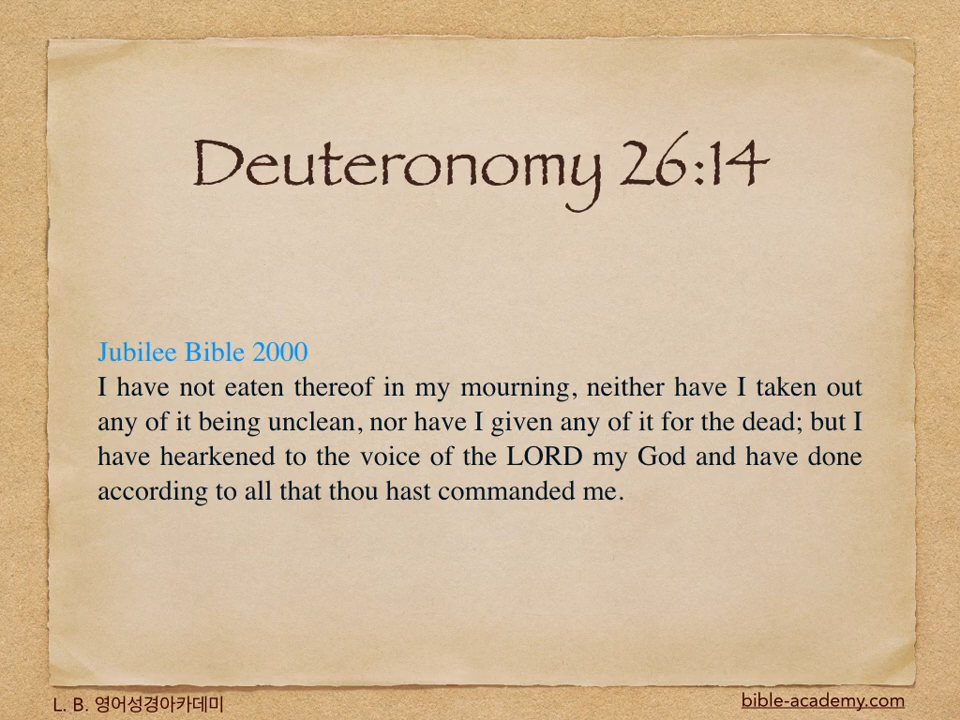 Deuteronomy 26:14
Jubilee Bible 2000
I have not eaten thereof in my mourning, neither have I taken out
any of it being unclean, nor have I given any of it for the dead; but I
have hearkened to the voice of the LORD my God and have done
according to all that thou hast commanded me.
L. B. 영어성경아카데미
bible-academy.com